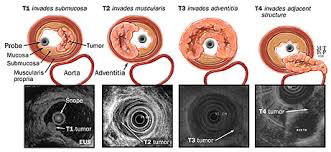 T1 invades submucosa
T2 invades muscularis
T3 invades adventitia
T4 invades adjacent
structure
Probe
Tumor
Mucosa
Submucosa
Muscularis
propria
Aorta
Adventitia
Scope
T1 tumor
EUS
T2 tumor
T3 tumor
T4 tumor
AORTA